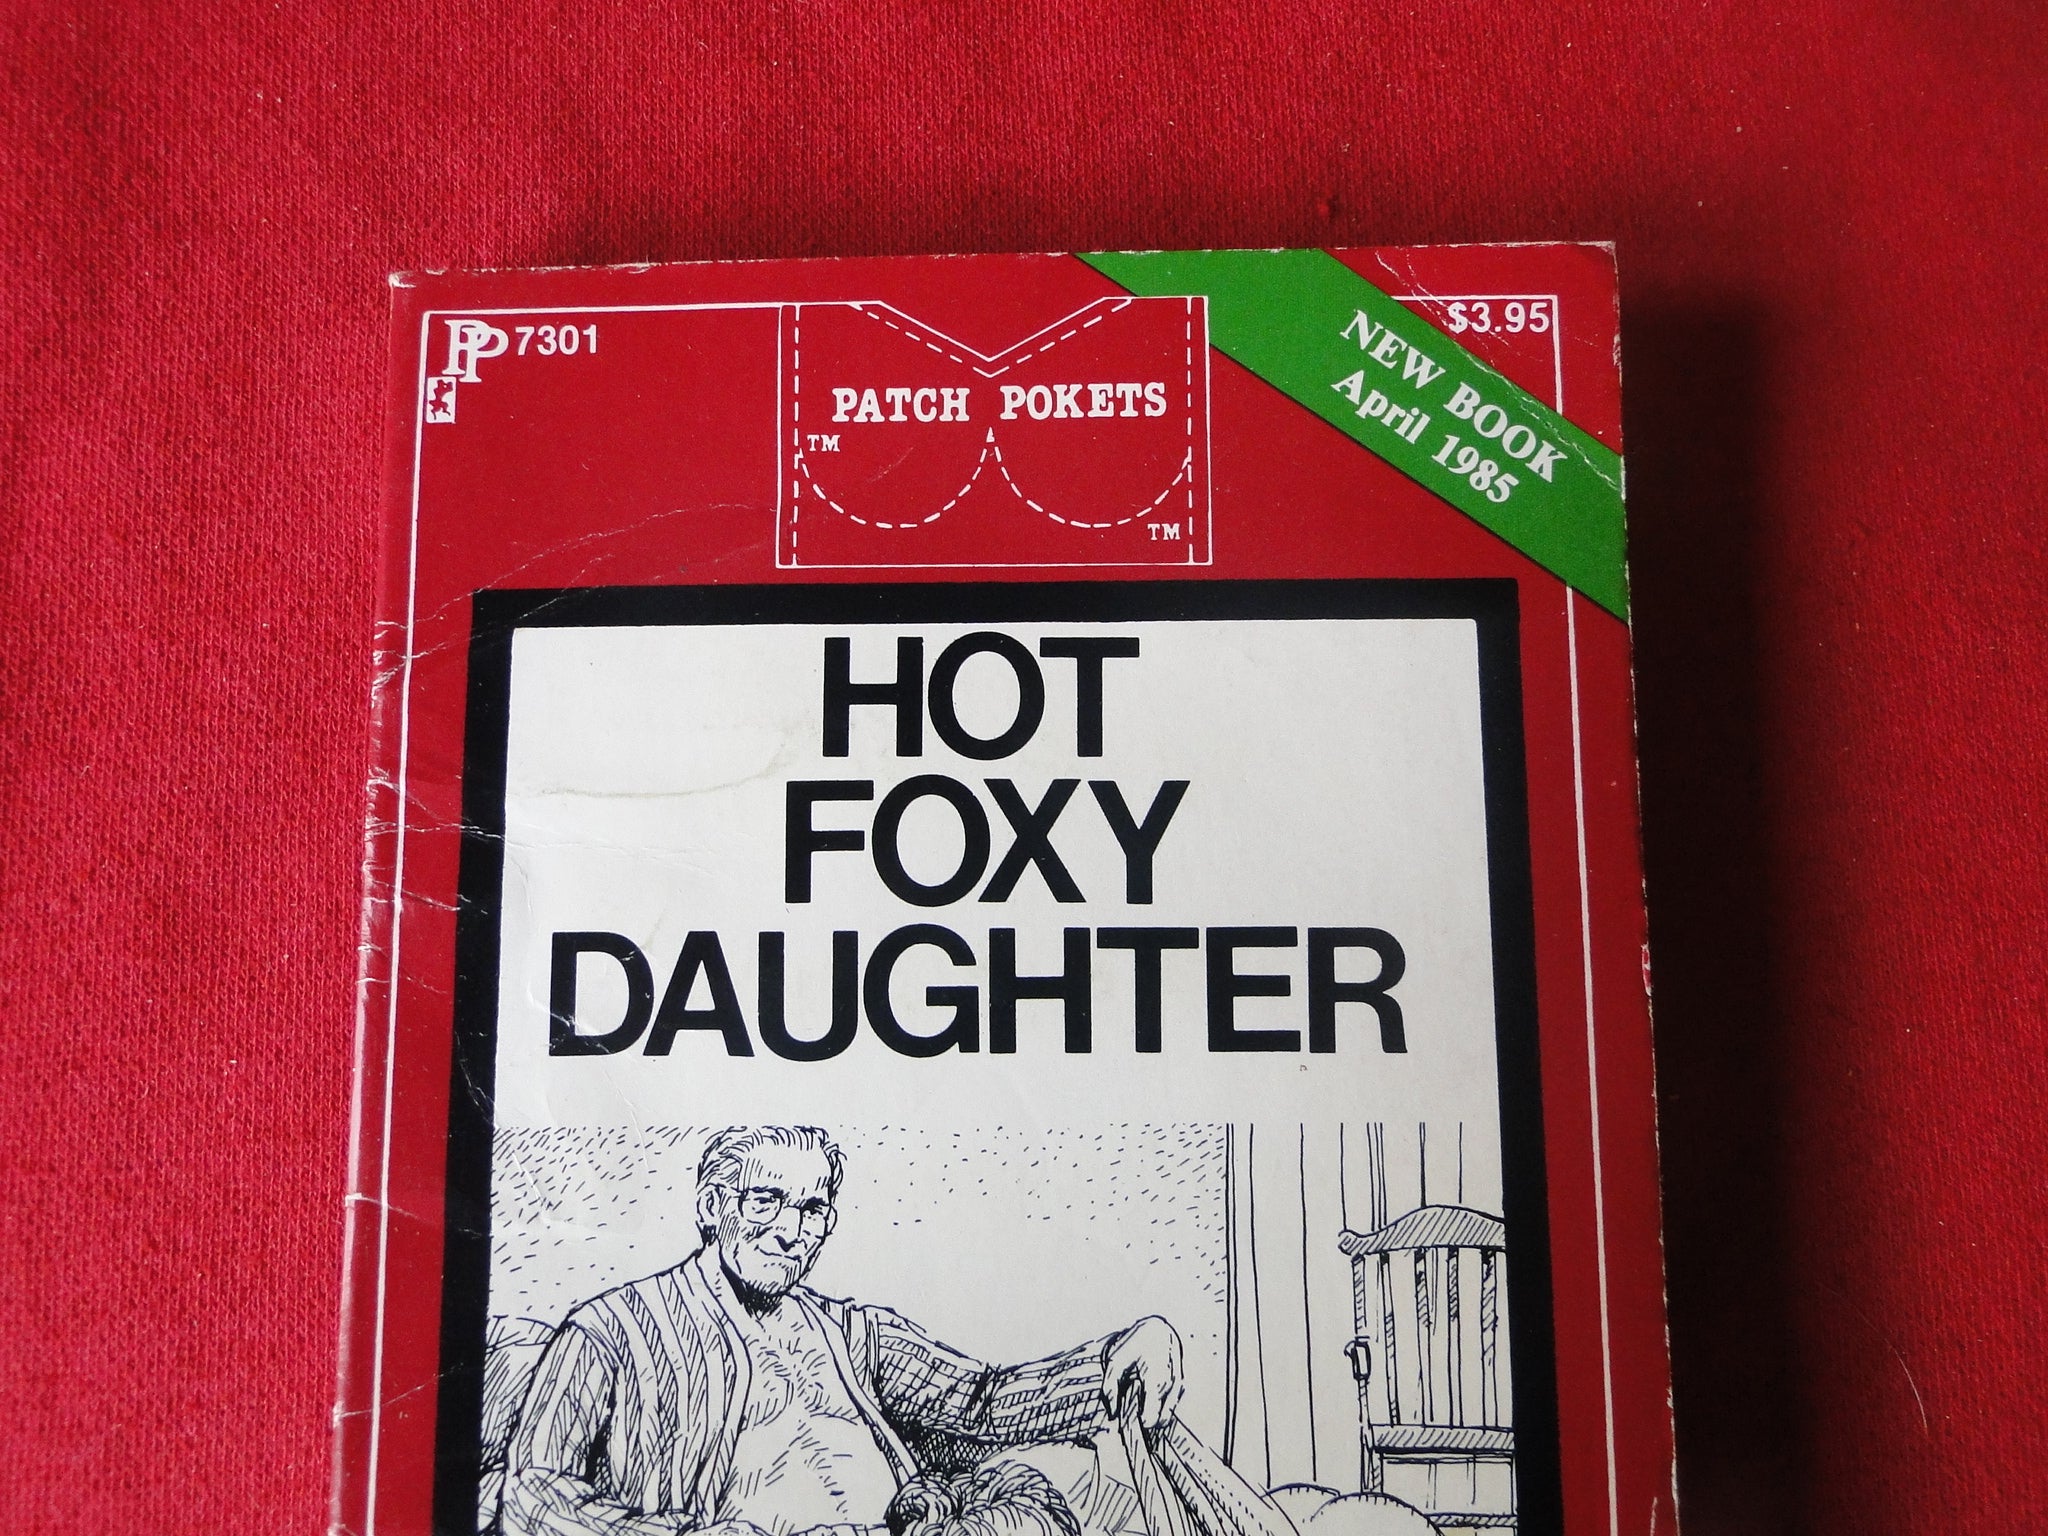 PP 7301
$3.95
NEW BOOK
April 1985
PATCH POKETS
TM
TM
HOT
FOXY
DAUGHTER